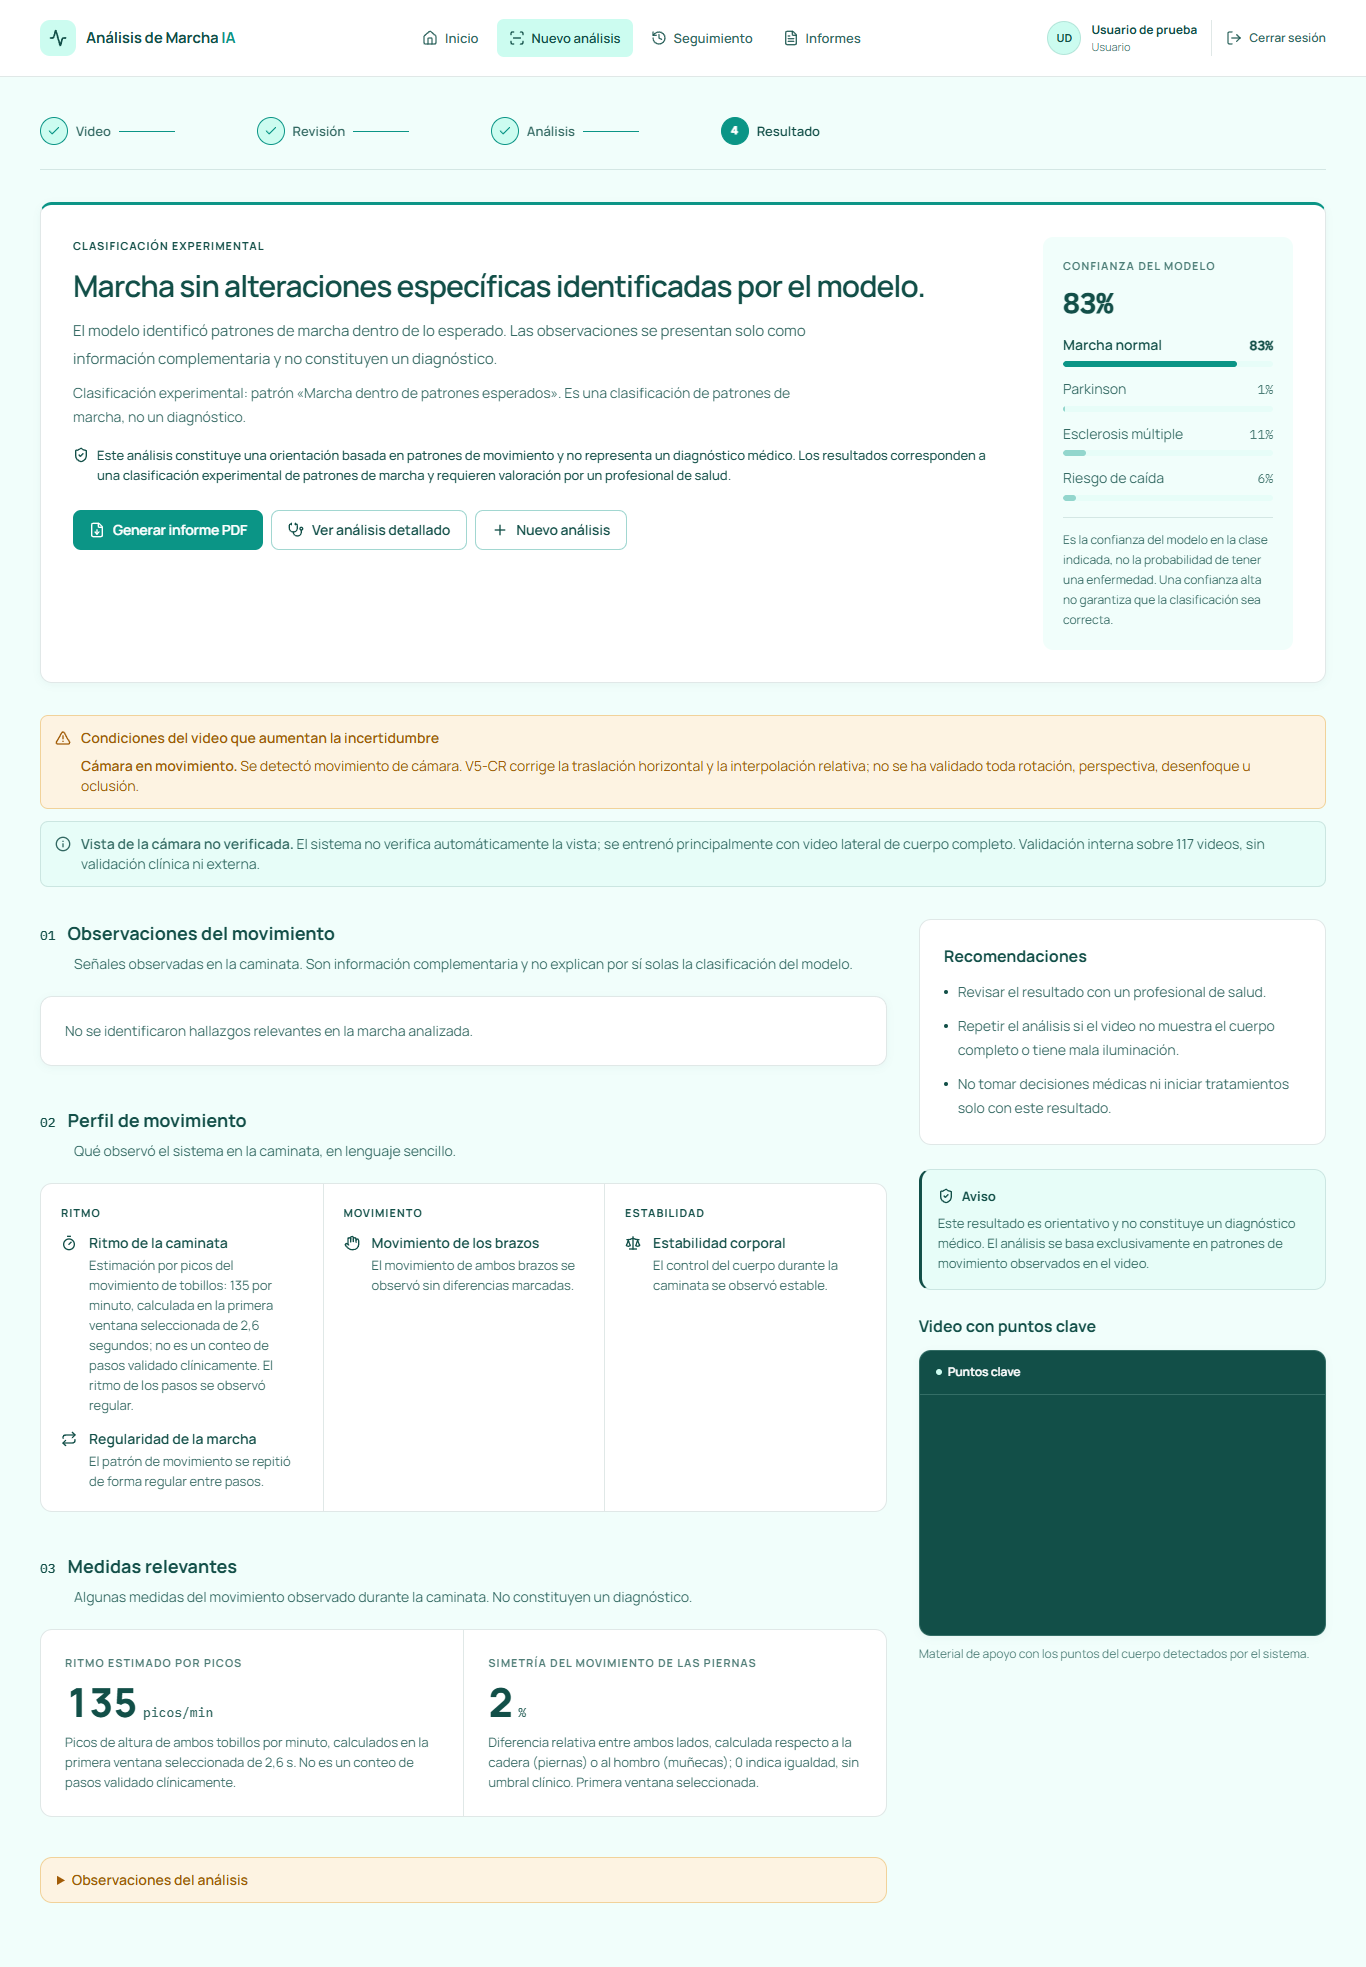 Análisis de Marcha IA
Inicio
Nuevo análisis
Seguimiento
Informes
UD
Usuario de prueba
Usuario
Cerrar sesión
Video
Revisión
Análisis
4
Resultado
CLASIFICACIÓN EXPERIMENTAL
Marcha sin alteraciones específicas identificadas por el modelo.
El modelo identificó patrones de marcha dentro de lo esperado. Las observaciones se presentan solo como
información complementaria y no constituyen un diagnóstico.
Clasificación experimental: patrón «Marcha dentro de patrones esperados». Es una clasificación de patrones de
marcha, no un diagnóstico.
Este análisis constituye una orientación basada en patrones de movimiento y no representa un diagnóstico médico. Los resultados corresponden a
una clasificación experimental de patrones de marcha y requieren valoración por un profesional de salud.
Generar informe PDF
Ver análisis detallado
Nuevo análisis
CONFIANZA DEL MODELO
83%
Marcha normal 83%
Parkinson 1%
Esclerosis múltiple 11%
Riesgo de caída 6%
Es la confianza del modelo en la clase
indicada, no la probabilidad de tener
una enfermedad. Una confianza alta
no garantiza que la clasificación sea
correcta.
Condiciones del video que aumentan la incertidumbre
Cámara en movimiento. Se detectó movimiento de cámara. V5-CR corrige la traslación horizontal y la interpolación relativa; no se ha validado toda rotación, perspectiva, desenfoque u
oclusión.
Vista de la cámara no verificada. El sistema no verifica automáticamente la vista; se entrenó principalmente con video lateral de cuerpo completo. Validación interna sobre 117 videos, sin
validación clínica ni externa.
01 Observaciones del movimiento
Señales observadas en la caminata. Son información complementaria y no explican por sí solas la clasificación del modelo.
No se identificaron hallazgos relevantes en la marcha analizada.
02 Perfil de movimiento
Qué observó el sistema en la caminata, en lenguaje sencillo.
RITMO
Ritmo de la caminata
Estimación por picos del
movimiento de tobillos: 135 por
minuto, calculada en la primera
ventana seleccionada de 2,6
segundos; no es un conteo de
pasos validado clínicamente. El
ritmo de los pasos se observó
regular.
Regularidad de la marcha
El patrón de movimiento se repitió
de forma regular entre pasos.
MOVIMIENTO
Movimiento de los brazos
El movimiento de ambos brazos se
observó sin diferencias marcadas.
ESTABILIDAD
Estabilidad corporal
El control del cuerpo durante la
caminata se observó estable.
03 Medidas relevantes
Algunas medidas del movimiento observado durante la caminata. No constituyen un diagnóstico.
RITMO ESTIMADO POR PICOS
135 picos/min
Picos de altura de ambos tobillos por minuto, calculados en la
primera ventana seleccionada de 2,6 s. No es un conteo de
pasos validado clínicamente.
SIMETRÍA DEL MOVIMIENTO DE LAS PIERNAS
2 %
Diferencia relativa entre ambos lados, calculada respecto a la
cadera (piernas) o al hombro (muñecas); 0 indica igualdad, sin
umbral clínico. Primera ventana seleccionada.
Observaciones del análisis
Recomendaciones
• Revisar el resultado con un profesional de salud.
• Repetir el análisis si el video no muestra el cuerpo
completo o tiene mala iluminación.
• No tomar decisiones médicas ni iniciar tratamientos
solo con este resultado.
Aviso
Este resultado es orientativo y no constituye un diagnóstico
médico. El análisis se basa exclusivamente en patrones de
movimiento observados en el video.
Video con puntos clave
Puntos clave
Material de apoyo con los puntos del cuerpo detectados por el sistema.